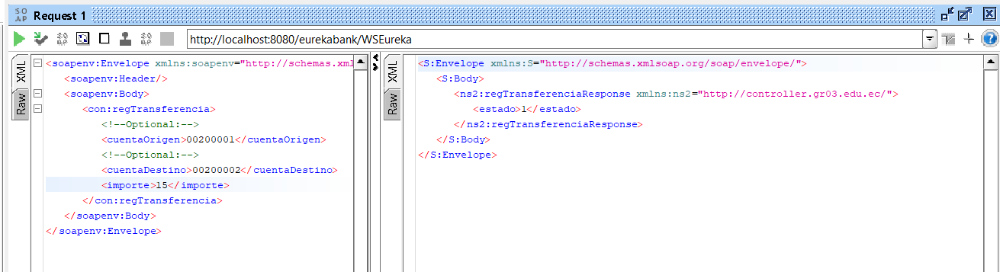 SO AP Request 1
http://localhost:8080/eurekabank/WSEureka
XML
Raw
<soapenv:Envelope xmlns:soapenv="http://schemas.xml
<soapenv:Header/>
<soapenv:Body>
<con:regTransferencia>
<!--Optional:-->
<cuentaOrigen>00200001</cuentaOrigen>
<!--Optional:-->
<cuentaDestino>00200002</cuentaDestino>
<importe>15</importe>
</con:regTransferencia>
</soapenv:Body>
</soapenv:Envelope>
XML
Raw
<S:Envelope xmlns:S="http://schemas.xmlsoap.org/soap/envelope/">
<S:Body>
<ns2:regTransferenciaResponse xmlns:ns2="http://controller.gr03.edu.ec/">
<estado>1</estado>
</ns2:regTransferenciaResponse>
</S:Body>
</S:Envelope>